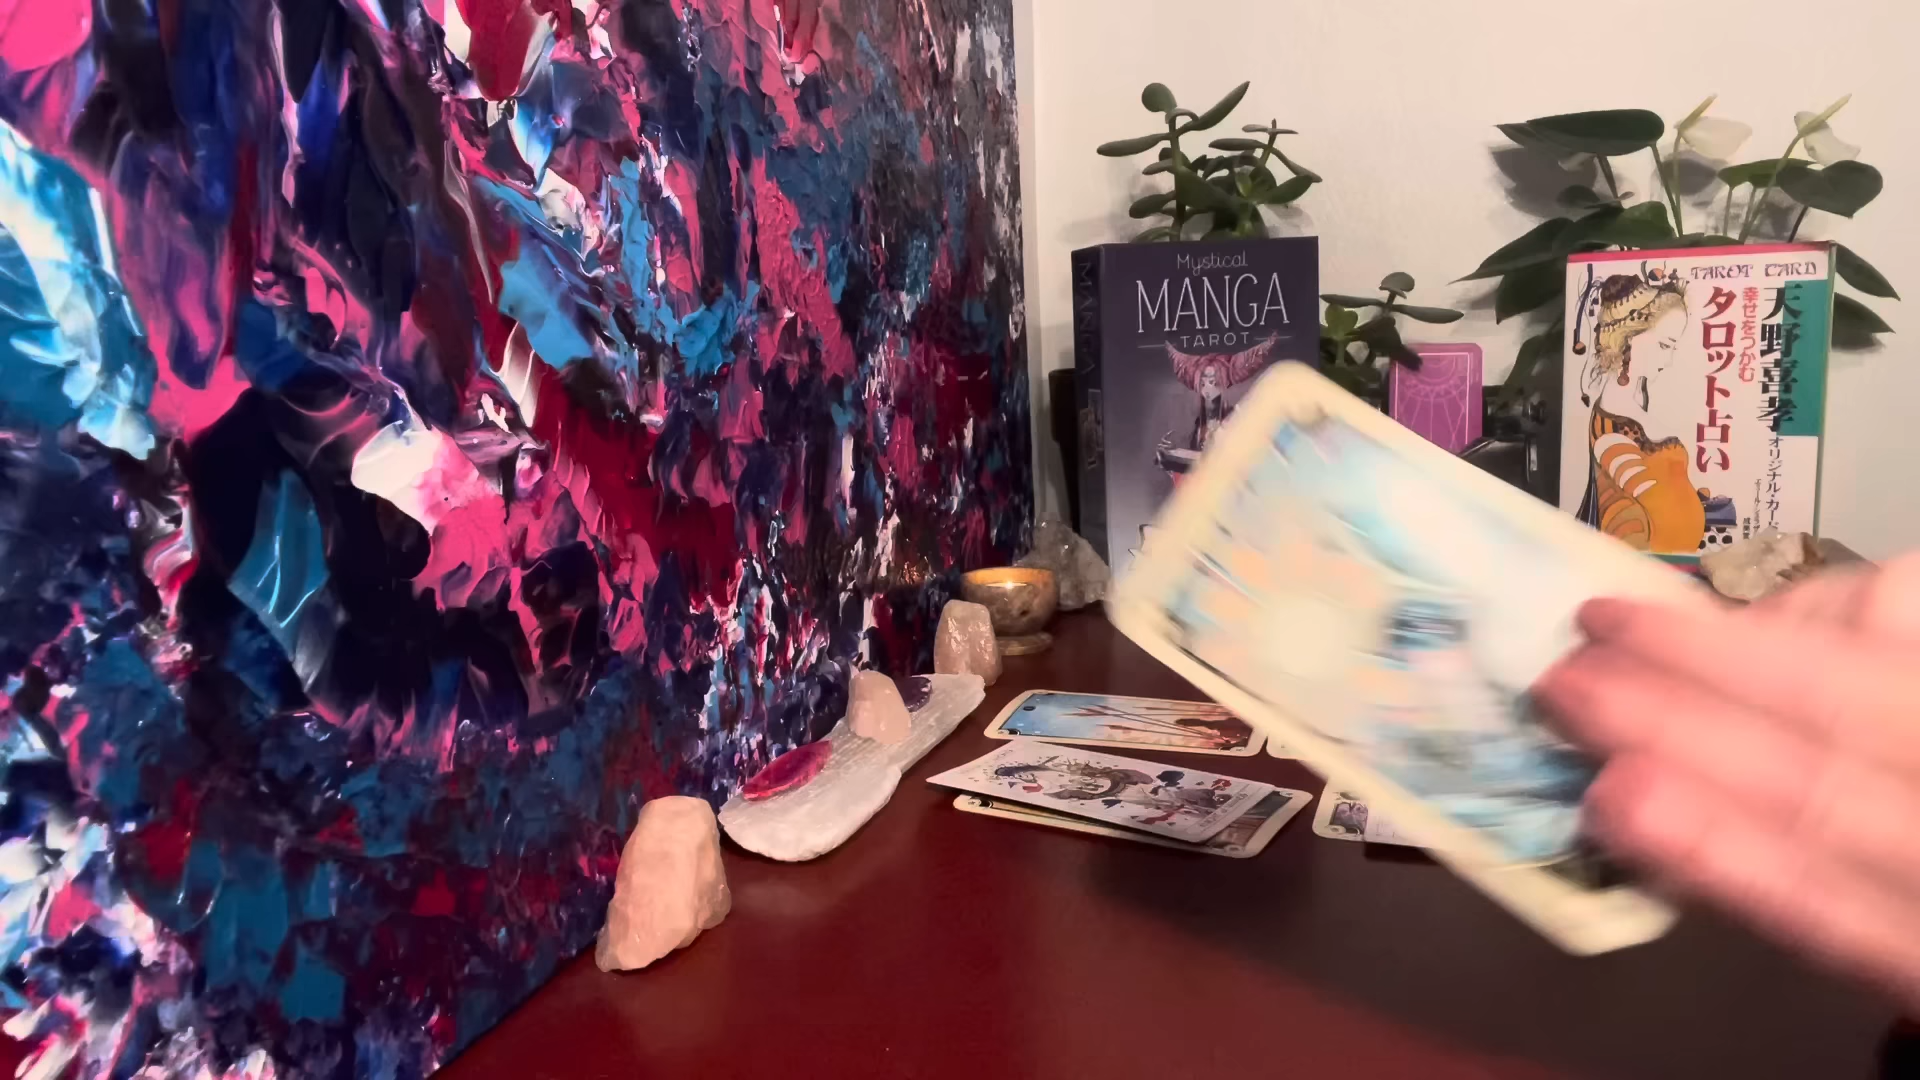 Mystical
MANGA
TAROT
MANGA
TAROT CARD
天野喜孝
幸せをつかむ
タロット占い
オリジナル・カード